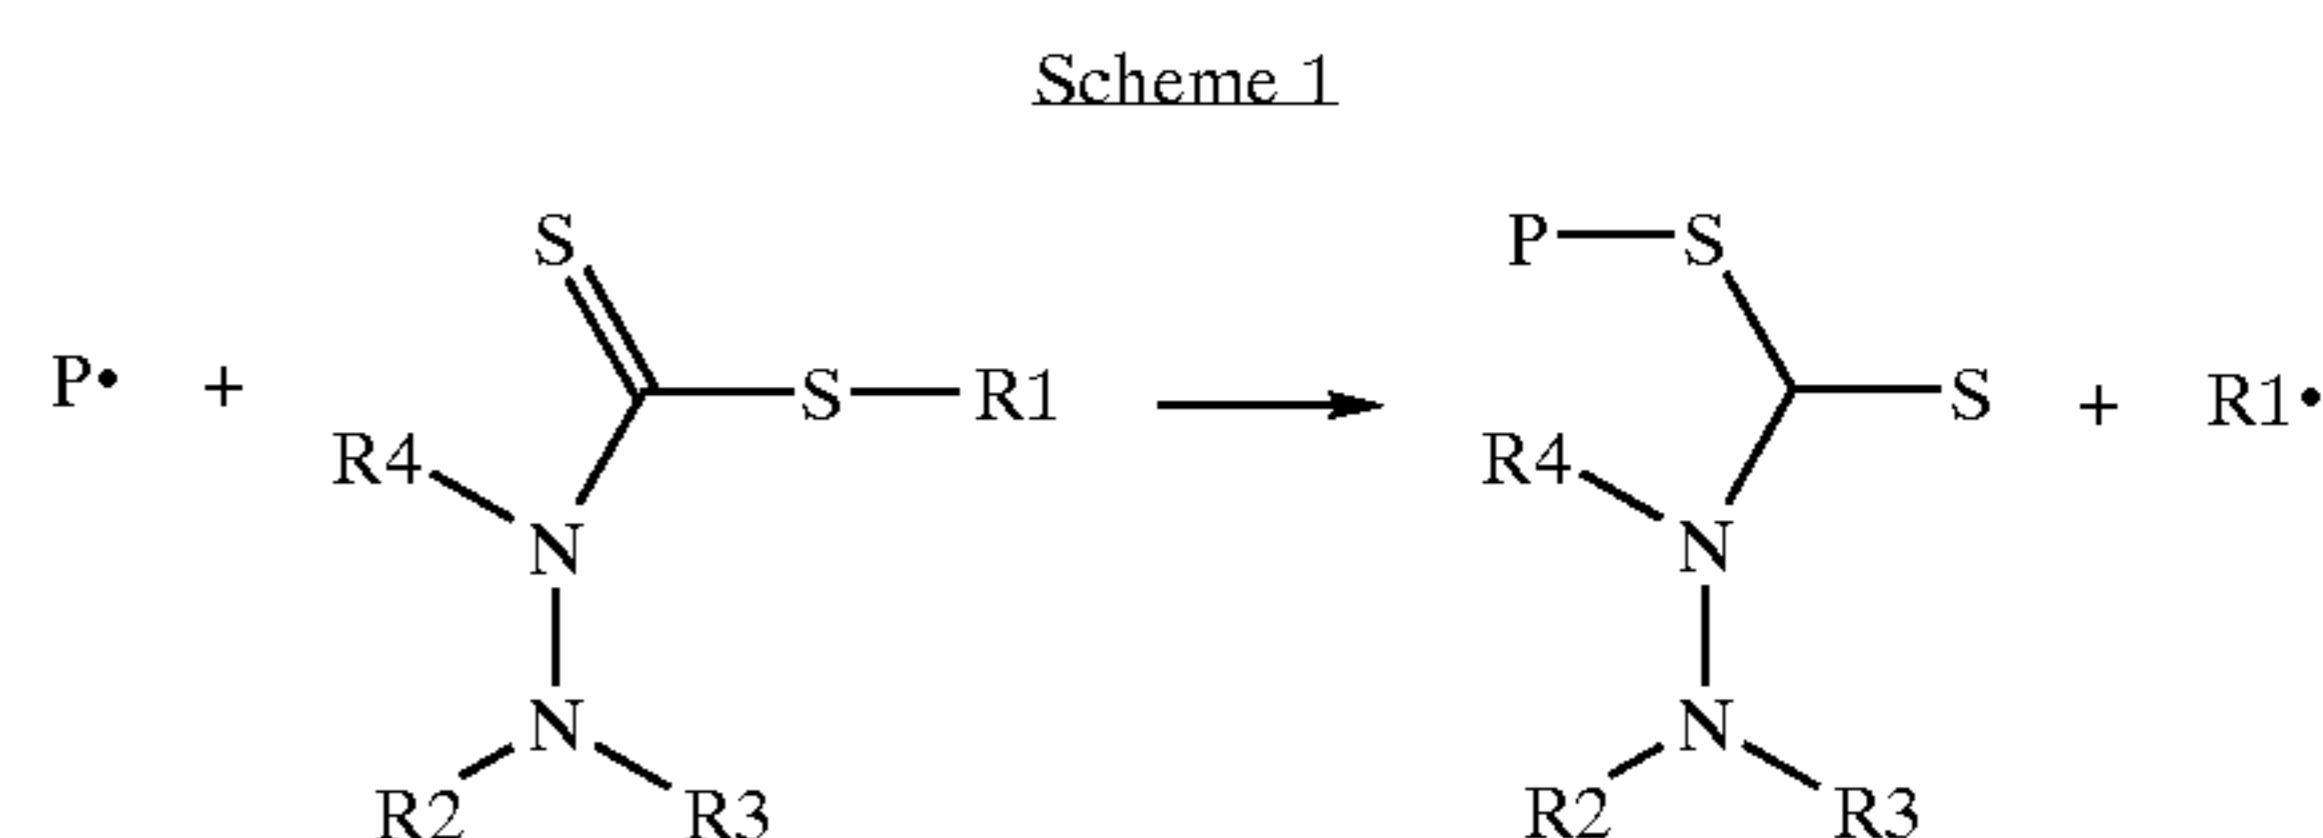 Scheme 1
S P S
P• + S R1 S + R1•
R4 R4
N N
N N
R2 R3 R2 R3